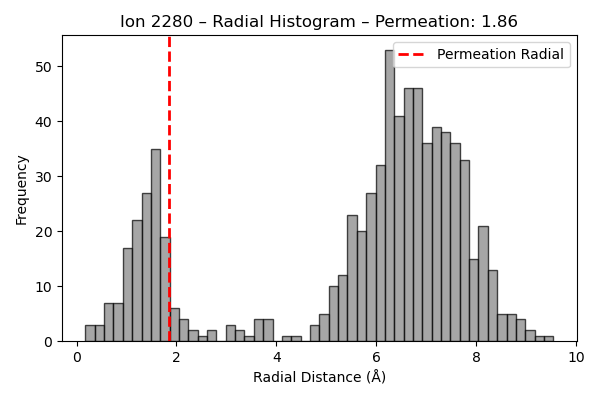 Ion 2280 – Radial Histogram – Permeation: 1.86
Permeation Radial
Frequency
50
40
30
20
10
0
0 2 4 6 8 10
Radial Distance (Å)